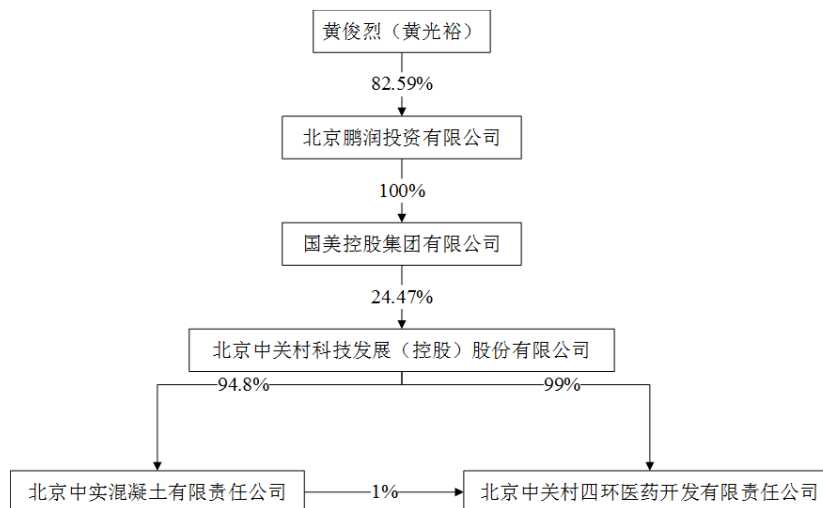 黄俊烈（黄光裕）
82.59%
北京鹏润投资有限公司
100%
国美控股集团有限公司
24.47%
北京中关村科技发展（控股）股份有限公司
94.8%
99%
北京中实混凝土有限责任公司
1%
北京中关村四环医药开发有限责任公司